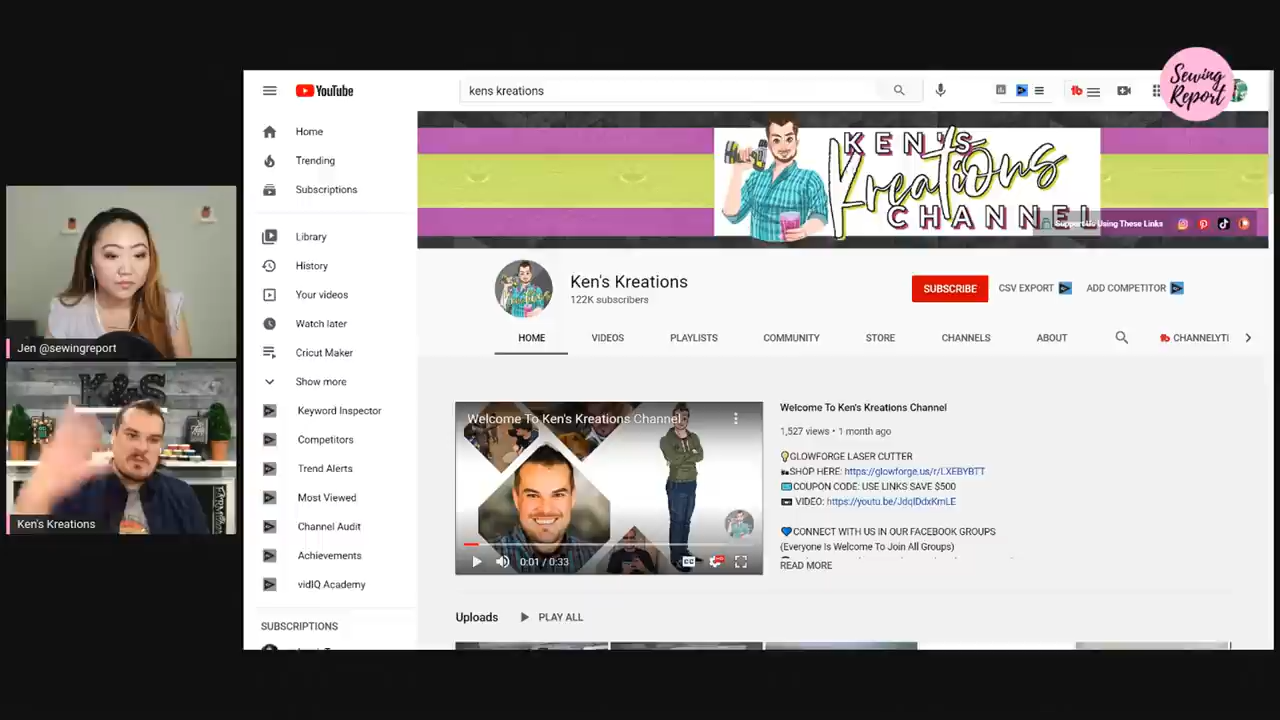 Sewing
Report
YouTube
kens kreations
Home
Trending
Subscriptions
Library
History
Your videos
Watch later
Cricut Maker
Show more
Keyword Inspector
Competitors
Trend Alerts
Most Viewed
Channel Audit
Achievements
vidIQ Academy
SUBSCRIPTIONS
KEN'S
Kreations
CHANNEL
Support Us Using These Links
Ken's Kreations
122K subscribers
SUBSCRIBE
CSV EXPORT
ADD COMPETITOR
HOME
VIDEOS
PLAYLISTS
COMMUNITY
STORE
CHANNELS
ABOUT
tb CHANNELYTI
Welcome To Ken's Kreations Channel
0:01 / 0:33
Welcome To Ken's Kreations Channel
1,527 views • 1 month ago
GLOWFORGE LASER CUTTER
SHOP HERE: https://glowforge.us/r/LXEBYBTT
COUPON CODE: USE LINKS SAVE $500
VIDEO: https://youtu.be/JdqIDdxKmLE
CONNECT WITH US IN OUR FACEBOOK GROUPS
(Everyone Is Welcome To Join All Groups)
READ MORE
Uploads
PLAY ALL
Jen @sewingreport
K&S
Ken's Kreations